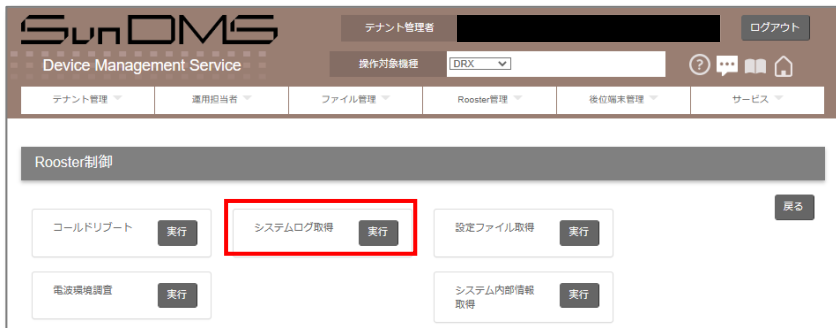 SunDMS
テナント管理者
ログアウト
Device Management Service
操作対象機種
DRX
?
テナント管理
運用担当者
ファイル管理
Rooster管理
後位端末管理
サービス
Rooster制御
戻る
コールドリブート
実行
システムログ取得
実行
設定ファイル取得
実行
電波環境調査
実行
システム内部情報
取得
実行